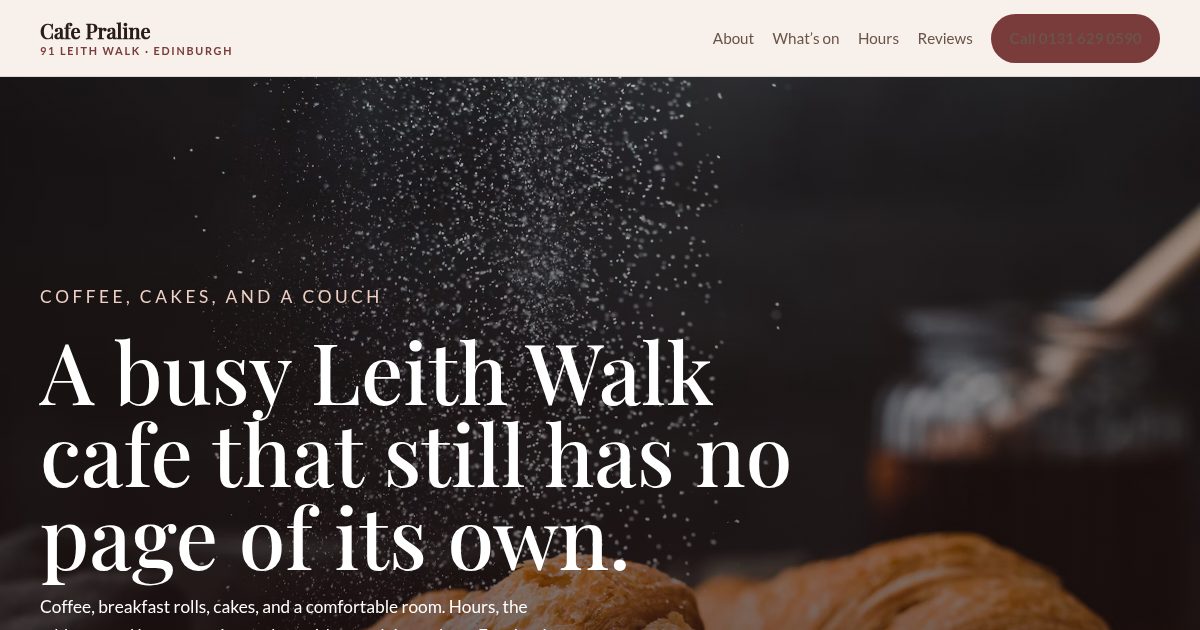 Cafe Praline
91 LEITH WALK · EDINBURGH
About What's on Hours Reviews Call 0131 629 0590
COFFEE, CAKES, AND A COUCH
A busy Leith Walk
cafe that still has no
page of its own.
Coffee, breakfast rolls, cakes, and a comfortable room. Hours, the